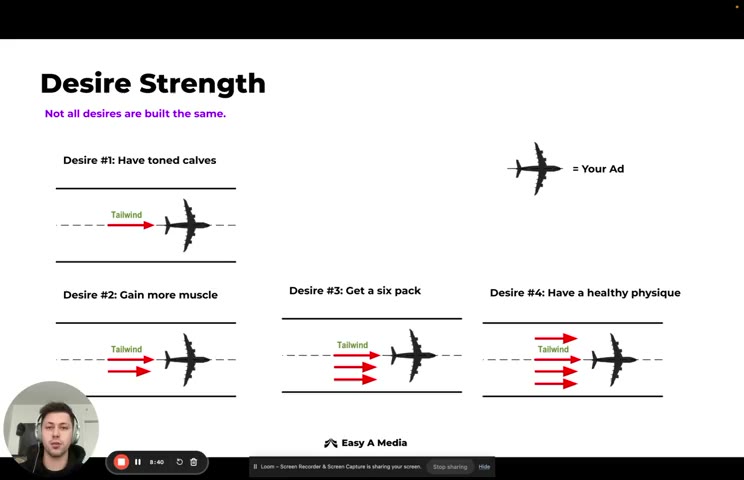 Desire Strength
Not all desires are built the same.
Desire #1: Have toned calves
= Your Ad
Tailwind
Desire #2: Gain more muscle
Desire #3: Get a six pack
Desire #4: Have a healthy physique
Tailwind
Tailwind
Tailwind
Easy A Media
8:40
Loom – Screen Recorder & Screen Capture is sharing your screen.
Stop sharing
Hide